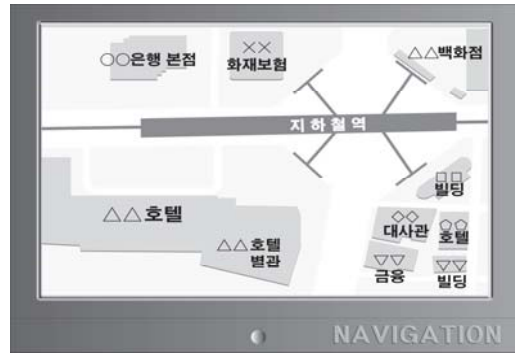 ○○은행 본점
××
화재보험
△△백화점
지하철역
□□
빌딩
△△호텔
△△호텔
별관
◇◇
대사관
⬠⬠
호텔
▽▽
금융
▽▽
빌딩
NAVIGATION